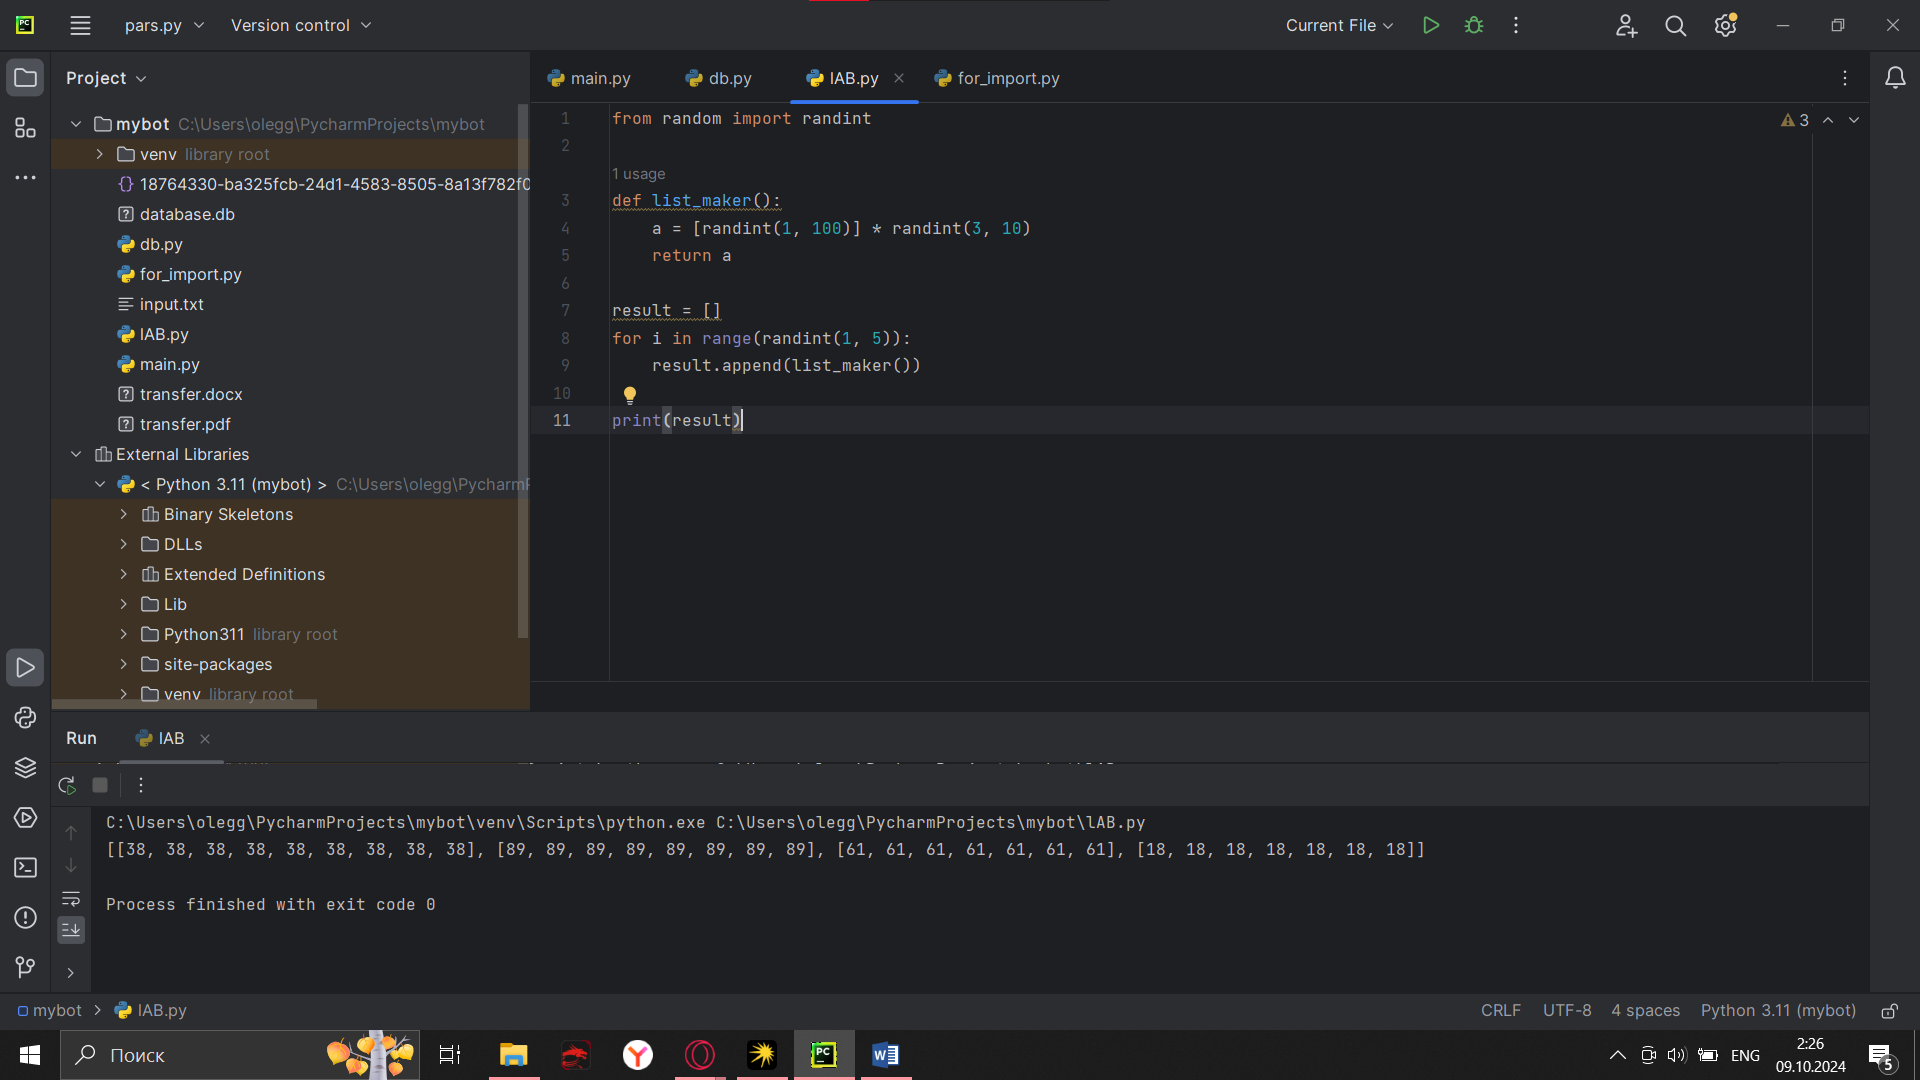 pars.py
Version control
Current File
Project
main.py
db.py
lAB.py
for_import.py
mybot C:\Users\olegg\PycharmProjects\mybot
venv library root
18764330-ba325fcb-24d1-4583-8505-8a13f782f0
database.db
db.py
for_import.py
input.txt
lAB.py
main.py
transfer.docx
transfer.pdf
External Libraries
< Python 3.11 (mybot) > C:\Users\olegg\Pycharm
Binary Skeletons
DLLs
Extended Definitions
Lib
Python311 library root
site-packages
venv library root
3
1 from random import randint
2
1 usage
3 def list_maker():
4 a = [randint(1, 100)] * randint(3, 10)
5 return a
6
7 result = []
8 for i in range(randint(1, 5)):
9 result.append(list_maker())
10
11 print(result)
Run
lAB
C:\Users\olegg\PycharmProjects\mybot\venv\Scripts\python.exe C:\Users\olegg\PycharmProjects\mybot\lAB.py
[[38, 38, 38, 38, 38, 38, 38, 38, 38], [89, 89, 89, 89, 89, 89, 89, 89], [61, 61, 61, 61, 61, 61, 61], [18, 18, 18, 18, 18, 18, 18]]
Process finished with exit code 0
mybot
lAB.py
CRLF
UTF-8
4 spaces
Python 3.11 (mybot)
Поиск
ENG
2:26
09.10.2024
5